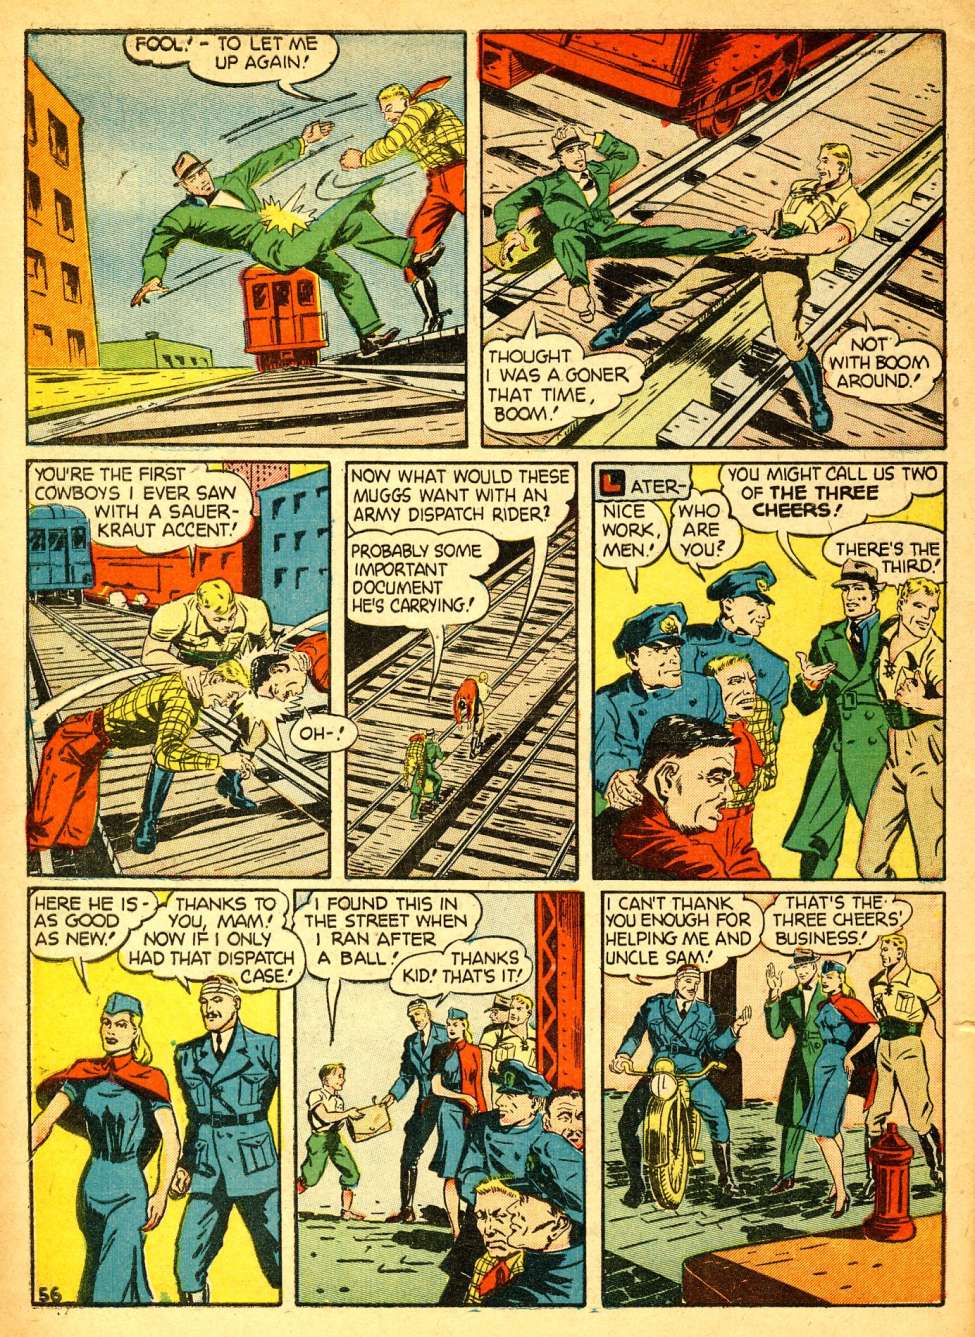 FOOL! - TO LET ME
UP AGAIN!
THOUGHT
I WAS A GONER
THAT TIME,
BOOM!
NOT
WITH BOOM
AROUND!
YOU'RE THE FIRST
COWBOYS I EVER SAW
WITH A SAUER-
KRAUT ACCENT!
OH-!
NOW WHAT WOULD THESE
MUGGS WANT WITH AN
ARMY DISPATCH RIDER?
PROBABLY SOME
IMPORTANT
DOCUMENT
HE'S CARRYING!
LATER-
NICE
WORK,
MEN!
WHO
ARE
YOU?
YOU MIGHT CALL US TWO
OF THE THREE
CHEERS!
THERE'S THE
THIRD!
HERE HE IS-
AS GOOD
AS NEW!
THANKS TO
YOU, MAM!
NOW IF I ONLY
HAD THAT DISPATCH
CASE!
I FOUND THIS IN
THE STREET WHEN
I RAN AFTER
A BALL!
THANKS
KID! THAT'S IT!
I CAN'T THANK
YOU ENOUGH FOR
HELPING ME AND
UNCLE SAM!
THAT'S THE
THREE CHEERS'
BUSINESS!
56